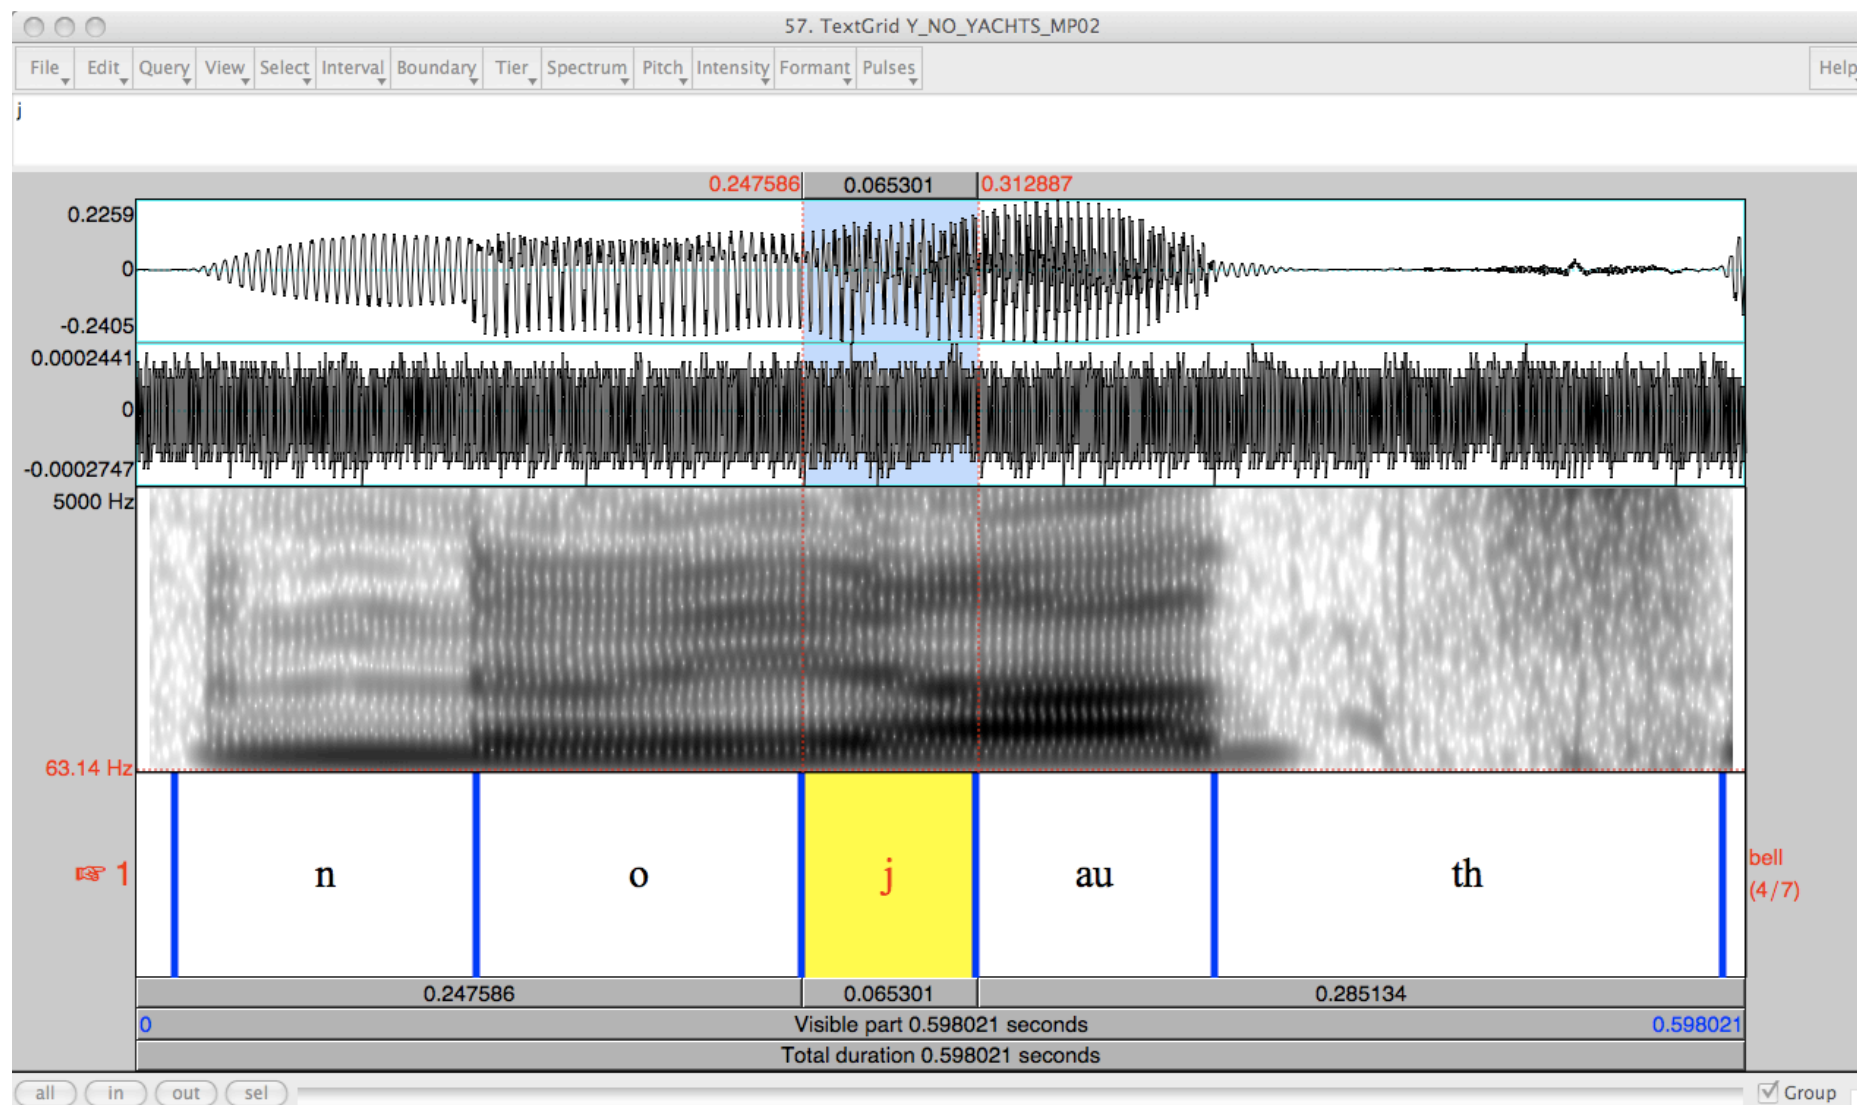 57. TextGrid Y_NO_YACHTS_MP02
File Edit Query View Select Interval Boundary Tier Spectrum Pitch Intensity Formant Pulses Help
j
0.247586 0.065301 0.312887
0.2259
0
-0.2405
0.0002441
0
-0.0002747
5000 Hz
63.14 Hz
☞ 1 n o j au th bell
(4/7)
0.247586 0.065301 0.285134
0 Visible part 0.598021 seconds 0.598021
Total duration 0.598021 seconds
all in out sel Group